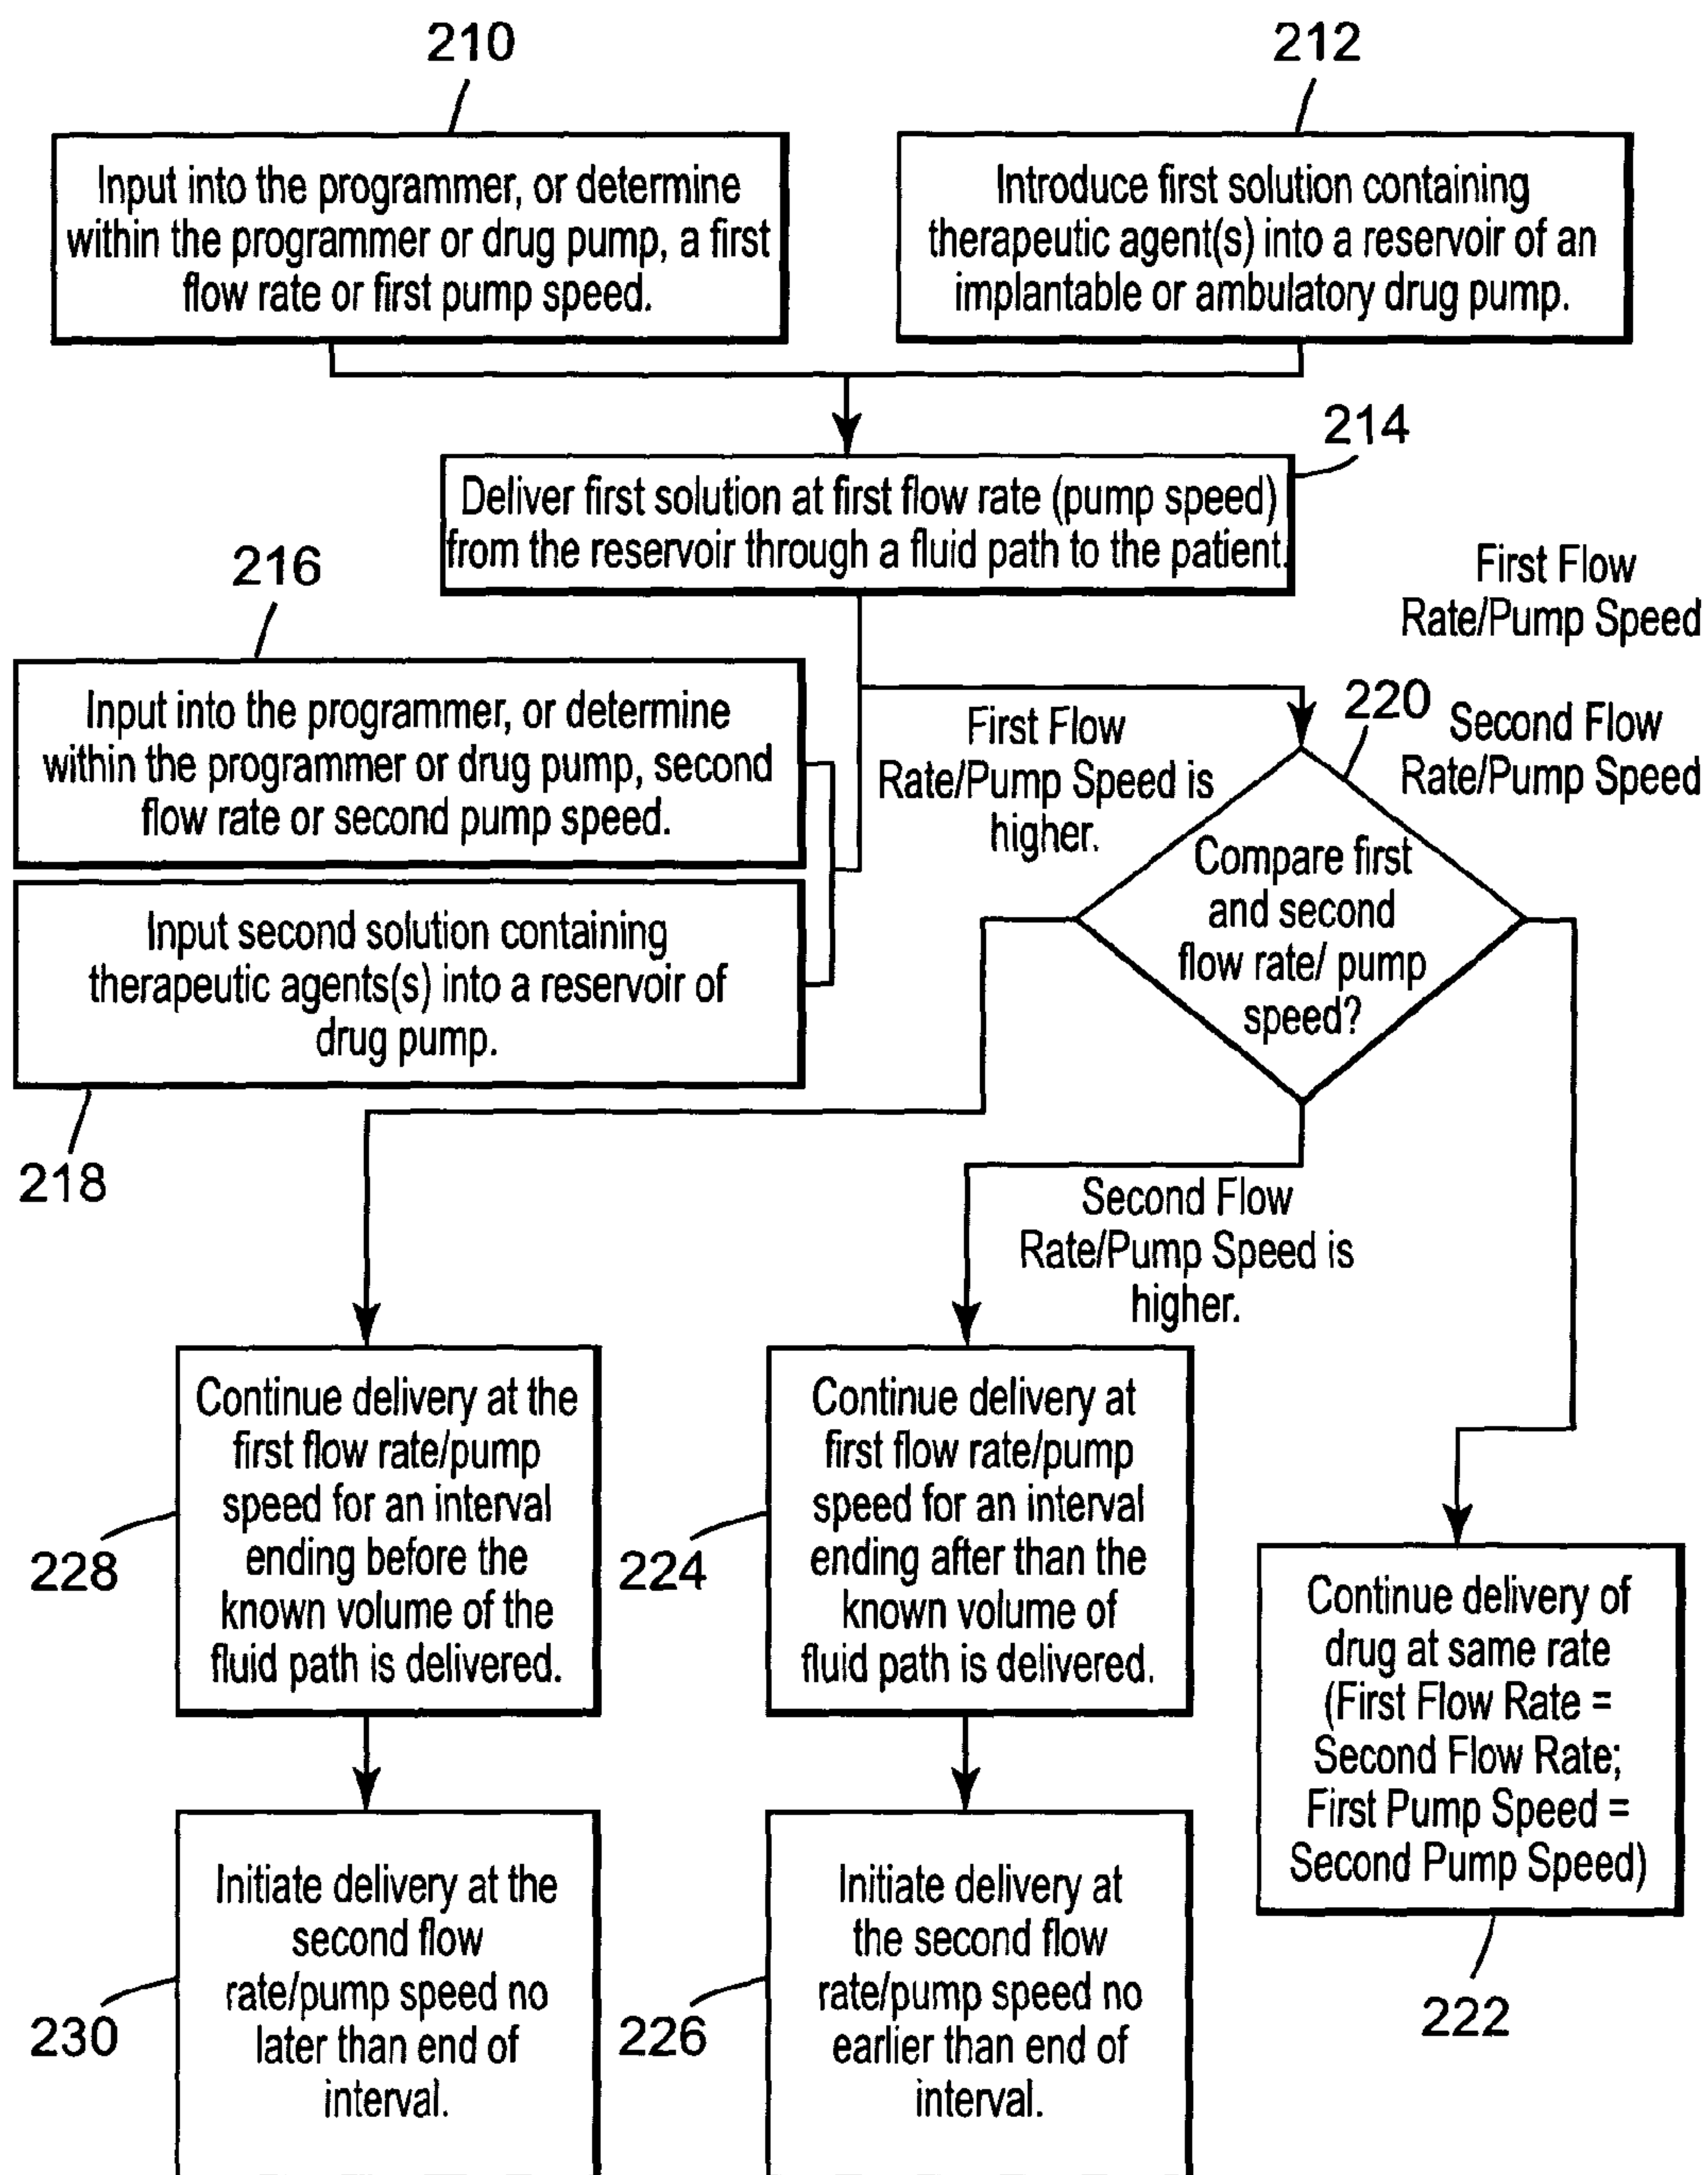 210
212
Input into the programmer, or determine
within the programmer or drug pump, a first
flow rate or first pump speed.
Introduce first solution containing
therapeutic agent(s) into a reservoir of an
implantable or ambulatory drug pump.
214
Deliver first solution at first flow rate (pump speed)
from the reservoir through a fluid path to the patient.
216
First Flow
Rate/Pump Speed
Input into the programmer, or determine
within the programmer or drug pump, second
flow rate or second pump speed.
First Flow
Rate/Pump Speed is
higher.
220
Second Flow
Rate/Pump Speed
Compare first
and second
flow rate/ pump
speed?
Input second solution containing
therapeutic agents(s) into a reservoir of
drug pump.
218
Second Flow
Rate/Pump Speed is
higher.
Continue delivery at the
first flow rate/pump
speed for an interval
ending before the
known volume of the
fluid path is delivered.
228
Continue delivery at
first flow rate/pump
speed for an interval
ending after than the
known volume of
fluid path is delivered.
224
Continue delivery of
drug at same rate
(First Flow Rate =
Second Flow Rate;
First Pump Speed =
Second Pump Speed)
222
Initiate delivery at the
second flow
rate/pump speed no
later than end of
interval.
230
Initiate delivery at
the second flow
rate/pump speed no
earlier than end of
interval.
226